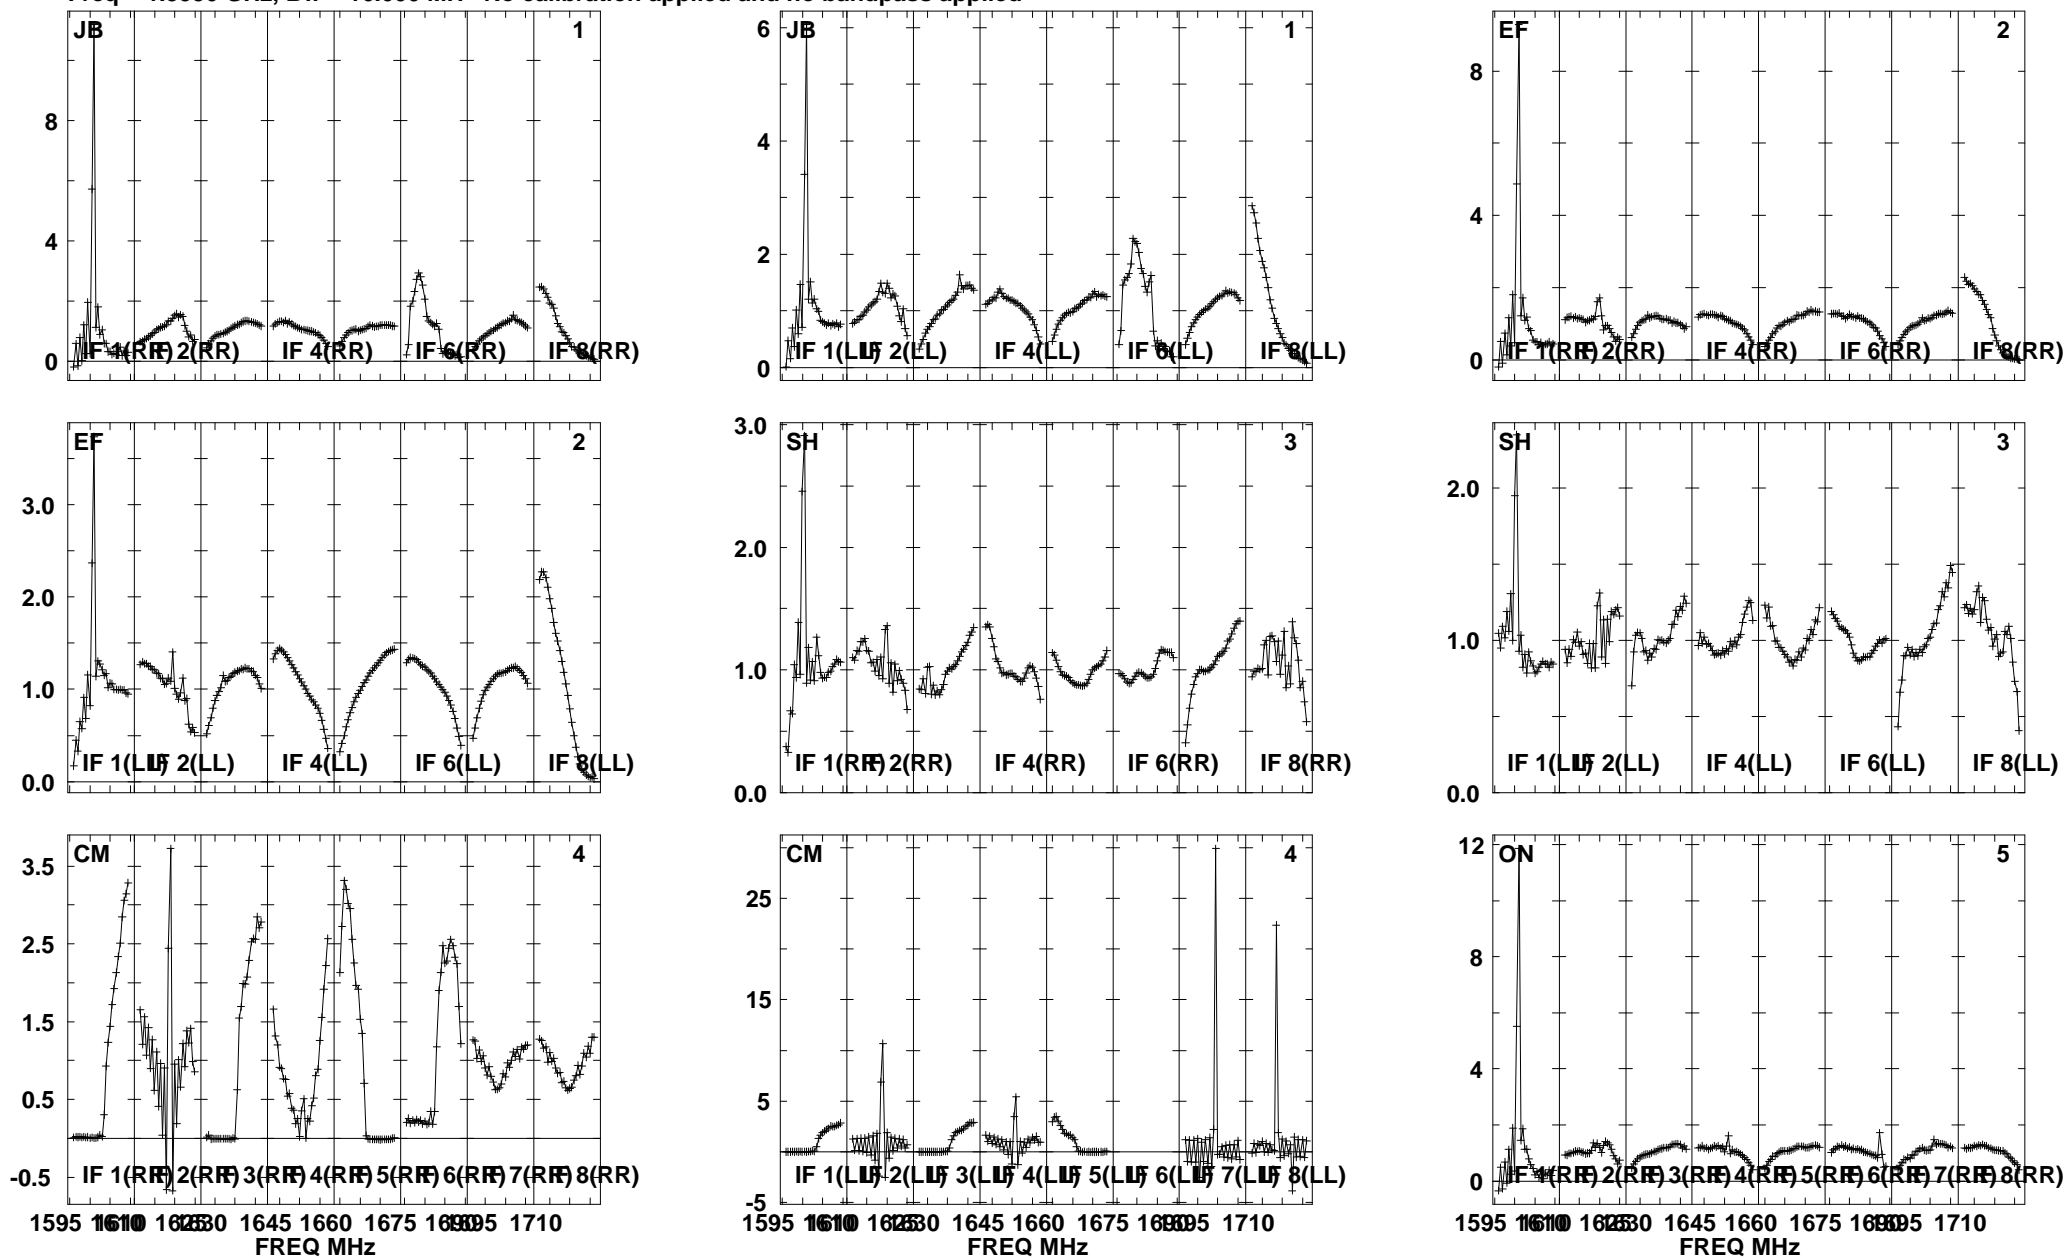 JB 1
8
4
0
IF 2(RR) IF 4(RR) IF 6(RR) IF 8(RR)
JB 1
6
4
2
0
IF 2(LL) IF 4(LL) IF 6(LL) IF 8(LL)
EF 2
8
4
0
IF 2(RR) IF 4(RR) IF 6(RR) IF 8(RR)
EF 2
3.0
2.0
1.0
0.0
IF 1(LL) IF 2(LL) IF 4(LL) IF 6(LL) IF 8(LL)
SH 3
3.0
2.0
1.0
0.0
IF 1(RR) IF 2(RR) IF 4(RR) IF 6(RR) IF 8(RR)
SH 3
2.0
1.0
0.0
IF 1(LL) IF 2(LL) IF 4(LL) IF 6(LL) IF 8(LL)
CM 4
3.5
2.5
1.5
0.5
-0.5
IF 1(RR) IF 2(RR) IF 3(RR) IF 4(RR) IF 5(RR) IF 6(RR) IF 7(RR) IF 8(RR)
1595 1610 1630 1645 1660 1675 1695 1710
FREQ MHz
CM 4
25
15
5
-5
IF 1(LL) IF 2(LL) IF 3(LL) IF 4(LL) IF 5(LL) IF 6(LL) IF 7(LL) IF 8(LL)
1595 1610 1630 1645 1660 1675 1695 1710
FREQ MHz
ON 5
12
8
4
0
IF 1(RR) IF 2(RR) IF 3(RR) IF 4(RR) IF 5(RR) IF 6(RR) IF 7(RR) IF 8(RR)
1595 1610 1630 1645 1660 1675 1695 1710
FREQ MHz